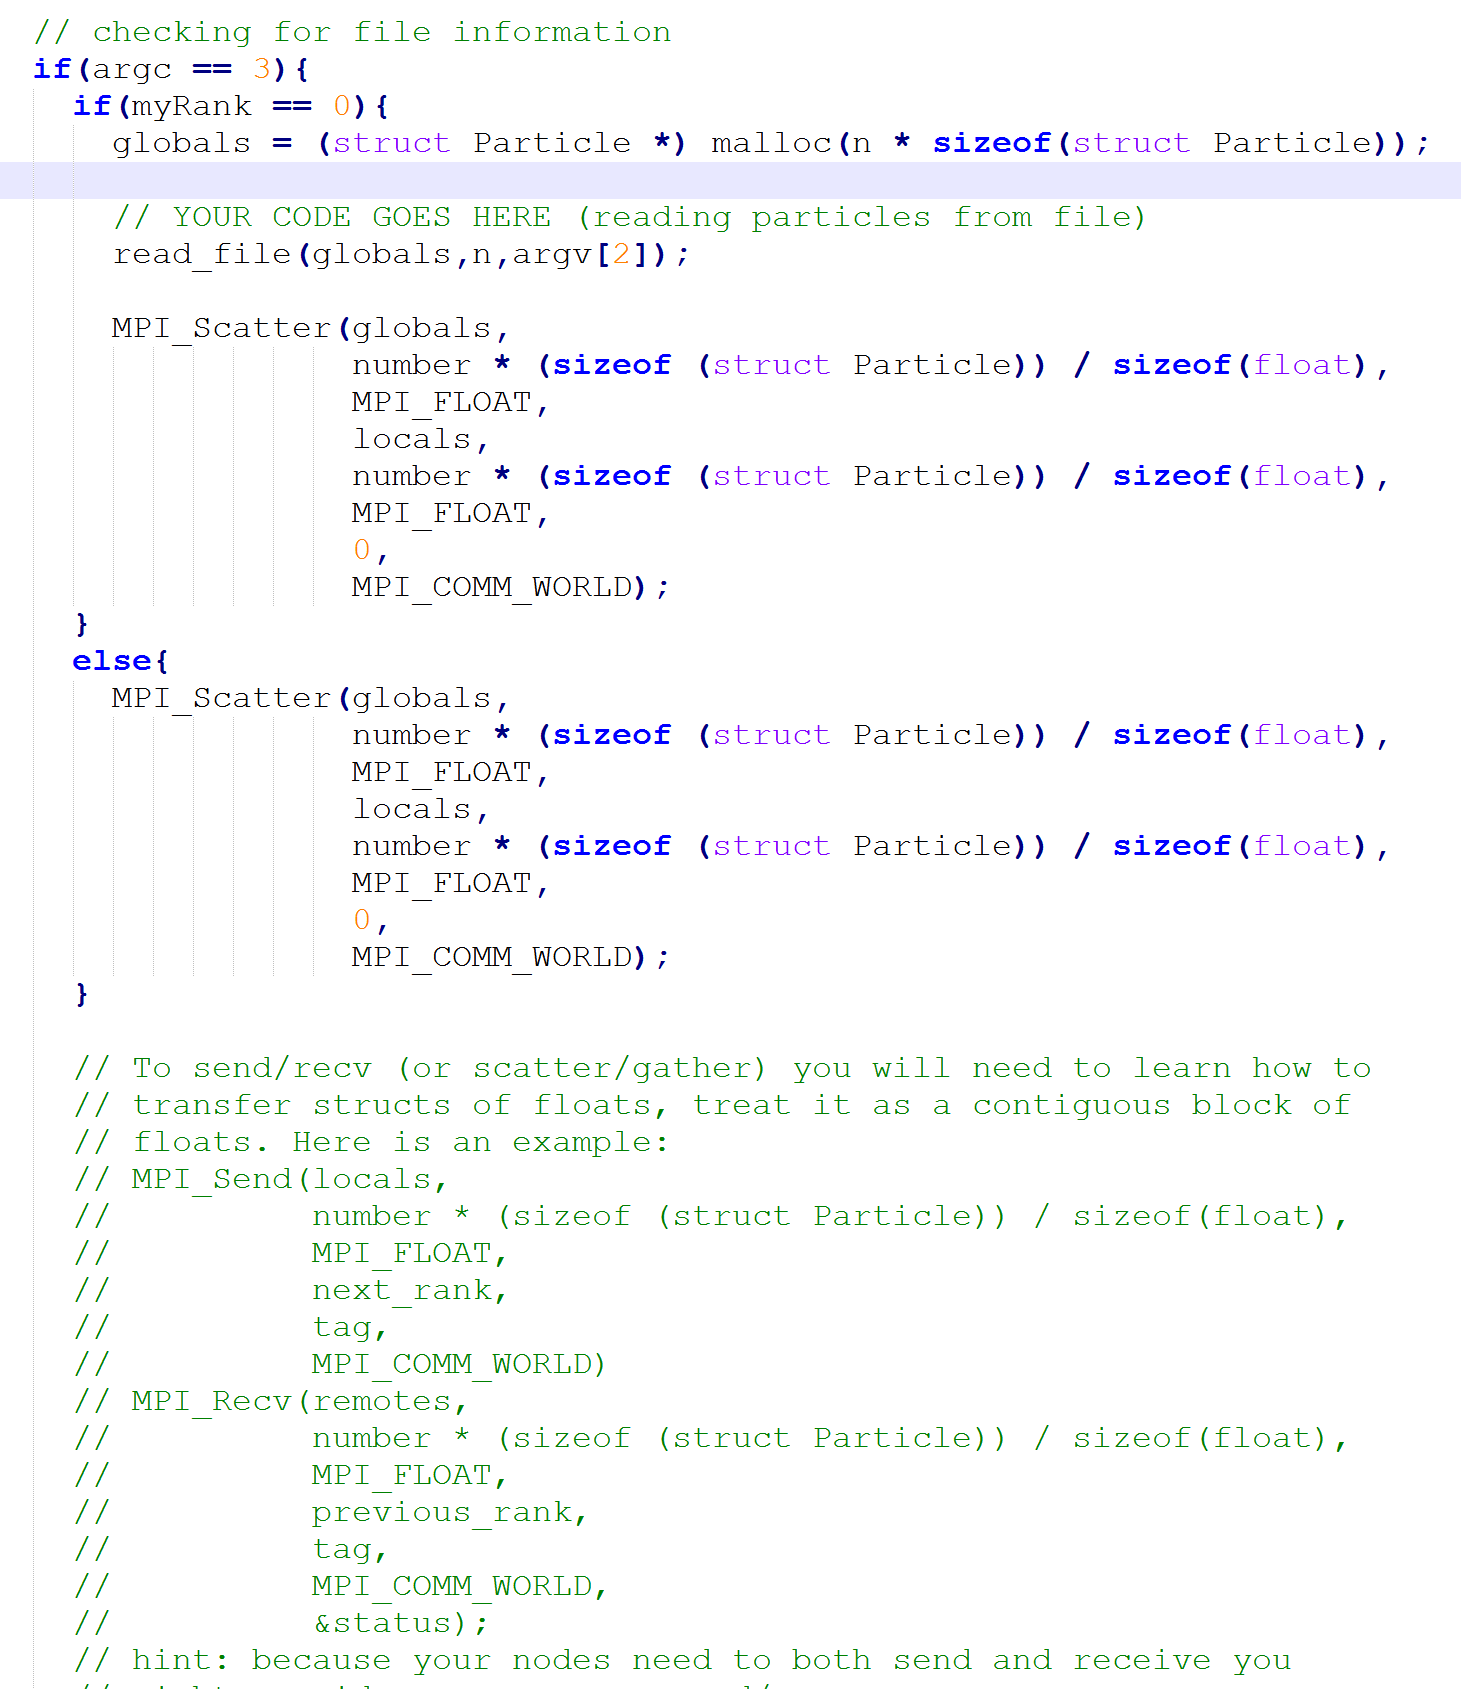 // checking for file information
if(argc == 3){
if(myRank == 0){
globals = (struct Particle *) malloc(n * sizeof(struct Particle));
// YOUR CODE GOES HERE (reading particles from file)
read_file(globals,n,argv[2]);
MPI_Scatter(globals,
number * (sizeof (struct Particle)) / sizeof(float),
MPI_FLOAT,
locals,
number * (sizeof (struct Particle)) / sizeof(float),
MPI_FLOAT,
0,
MPI_COMM_WORLD);
}
else{
MPI_Scatter(globals,
number * (sizeof (struct Particle)) / sizeof(float),
MPI_FLOAT,
locals,
number * (sizeof (struct Particle)) / sizeof(float),
MPI_FLOAT,
0,
MPI_COMM_WORLD);
}
// To send/recv (or scatter/gather) you will need to learn how to
// transfer structs of floats, treat it as a contiguous block of
// floats. Here is an example:
// MPI_Send(locals,
// number * (sizeof (struct Particle)) / sizeof(float),
// MPI_FLOAT,
// next_rank,
// tag,
// MPI_COMM_WORLD)
// MPI_Recv(remotes,
// number * (sizeof (struct Particle)) / sizeof(float),
// MPI_FLOAT,
// previous_rank,
// tag,
// MPI_COMM_WORLD,
// &status);
// hint: because your nodes need to both send and receive you